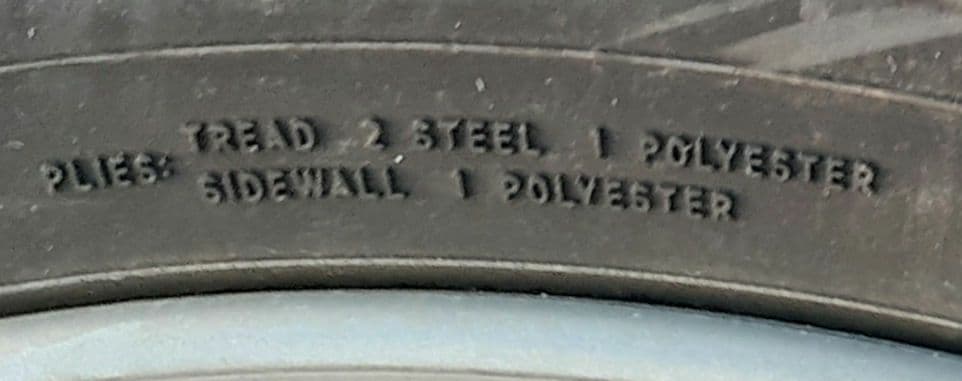 PLIES: TREAD 2 STEEL 1 POLYESTER
SIDEWALL 1 POLYESTER